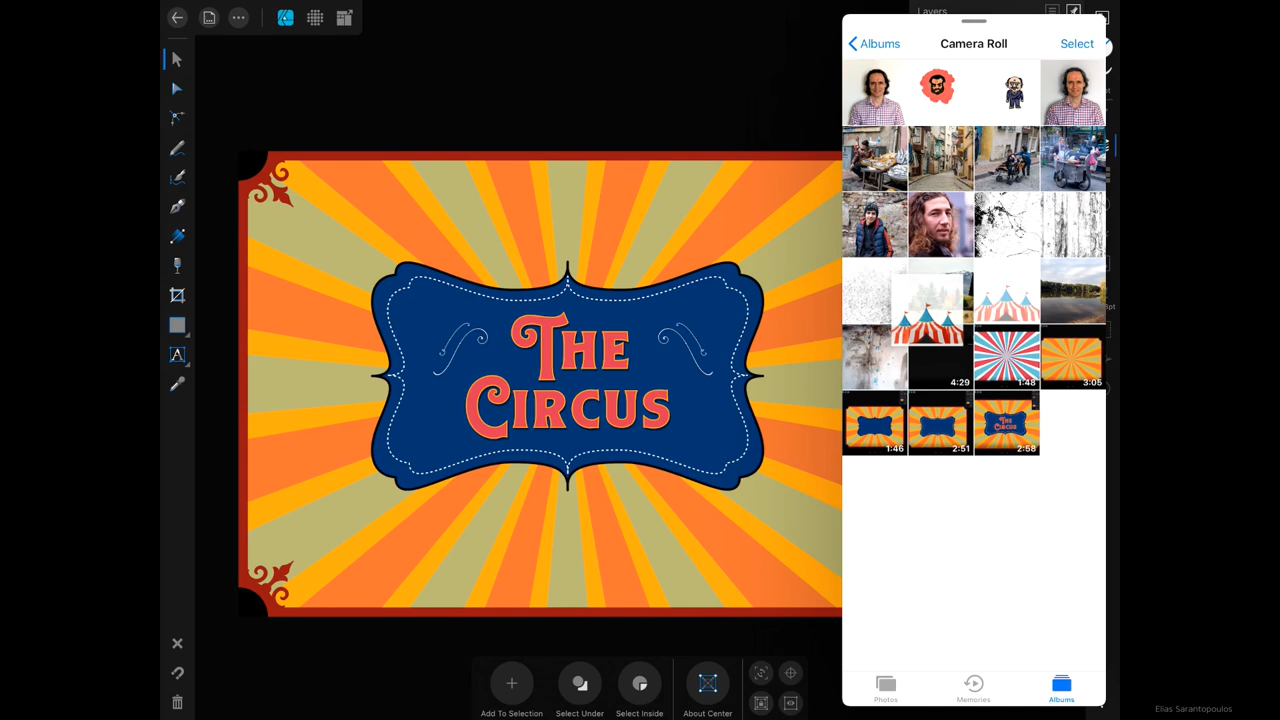 Layers
Albums
Camera Roll
Select
THE
CIRCUS
4:29
1:48
3:05
1:46
2:51
2:58
Add To Selection
Select Under
Select Inside
About Center
Photos
Memories
Albums
Elias Sarantopoulos